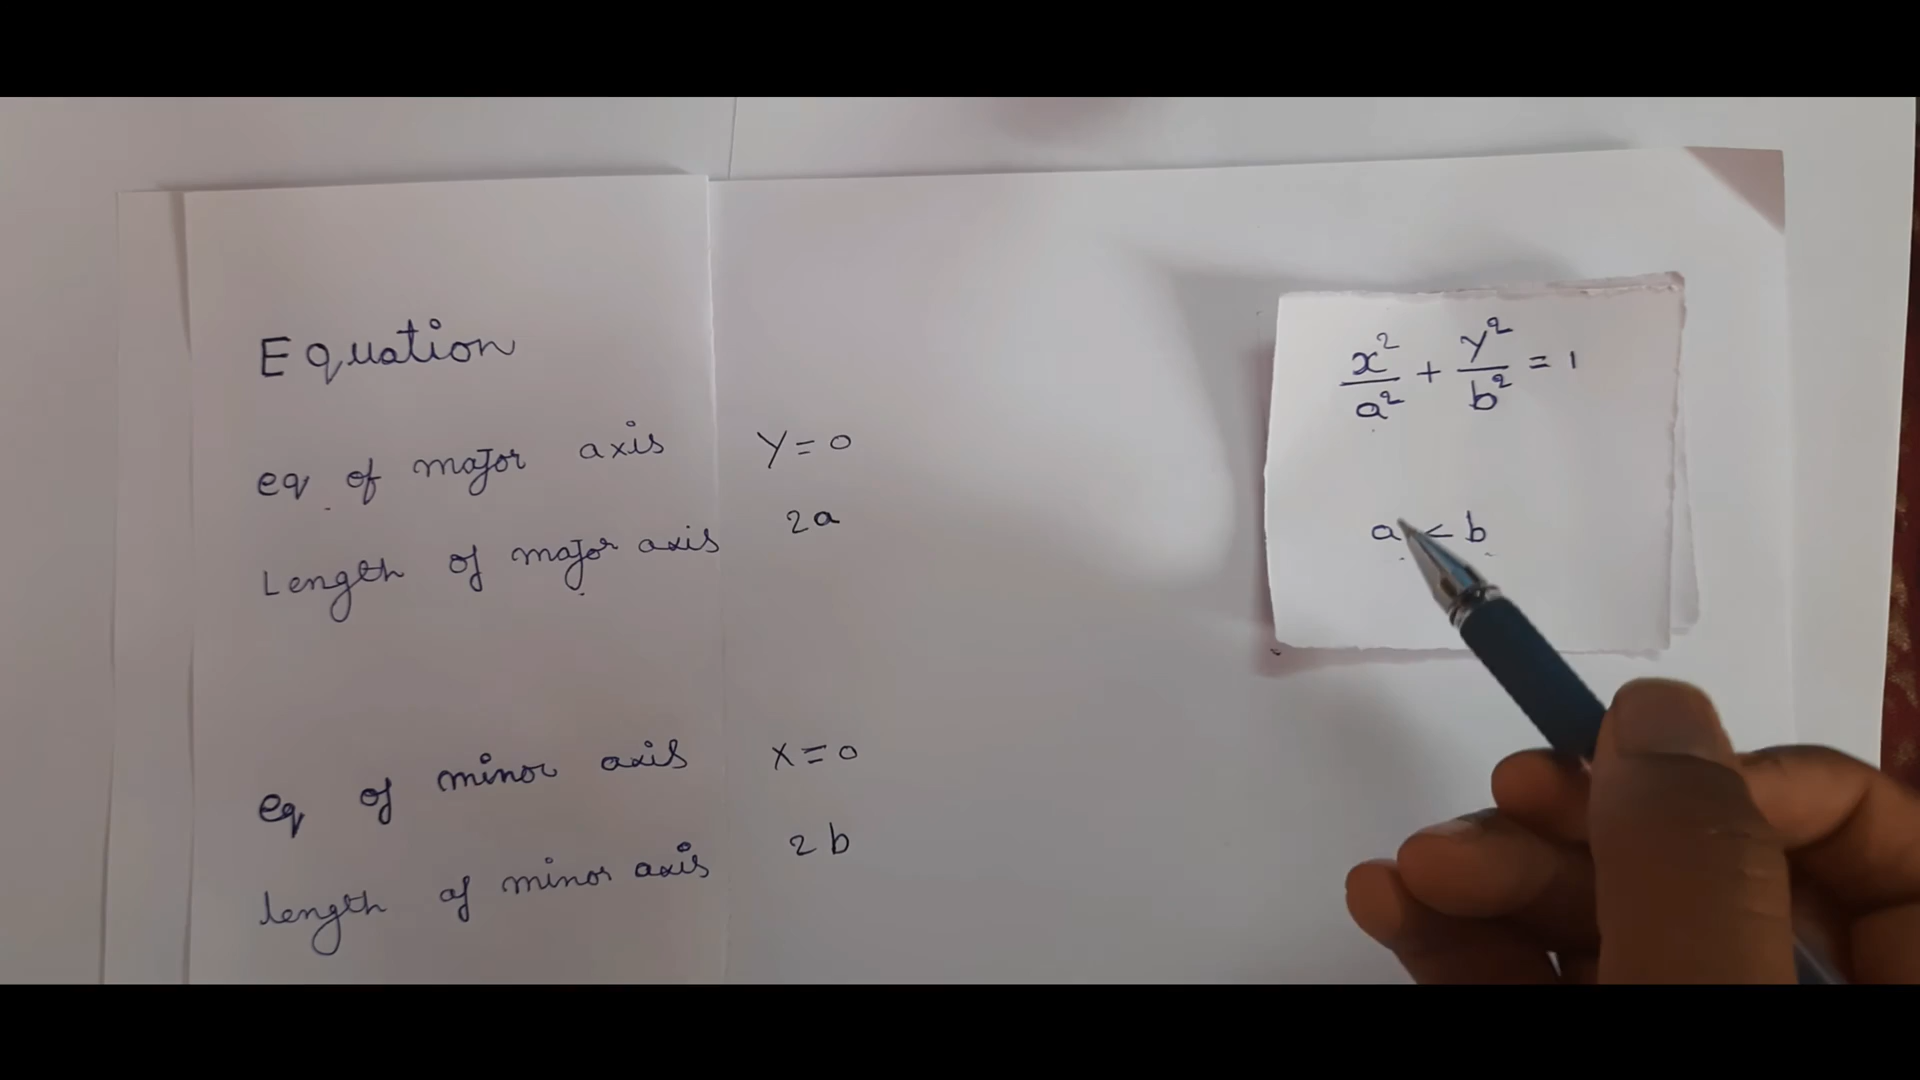 Equation
eq of major axis y=0
Length of major axis 2a
eq of minor axis x=0
length of minor axis 2b
x²/a² + y²/b² = 1
a < b